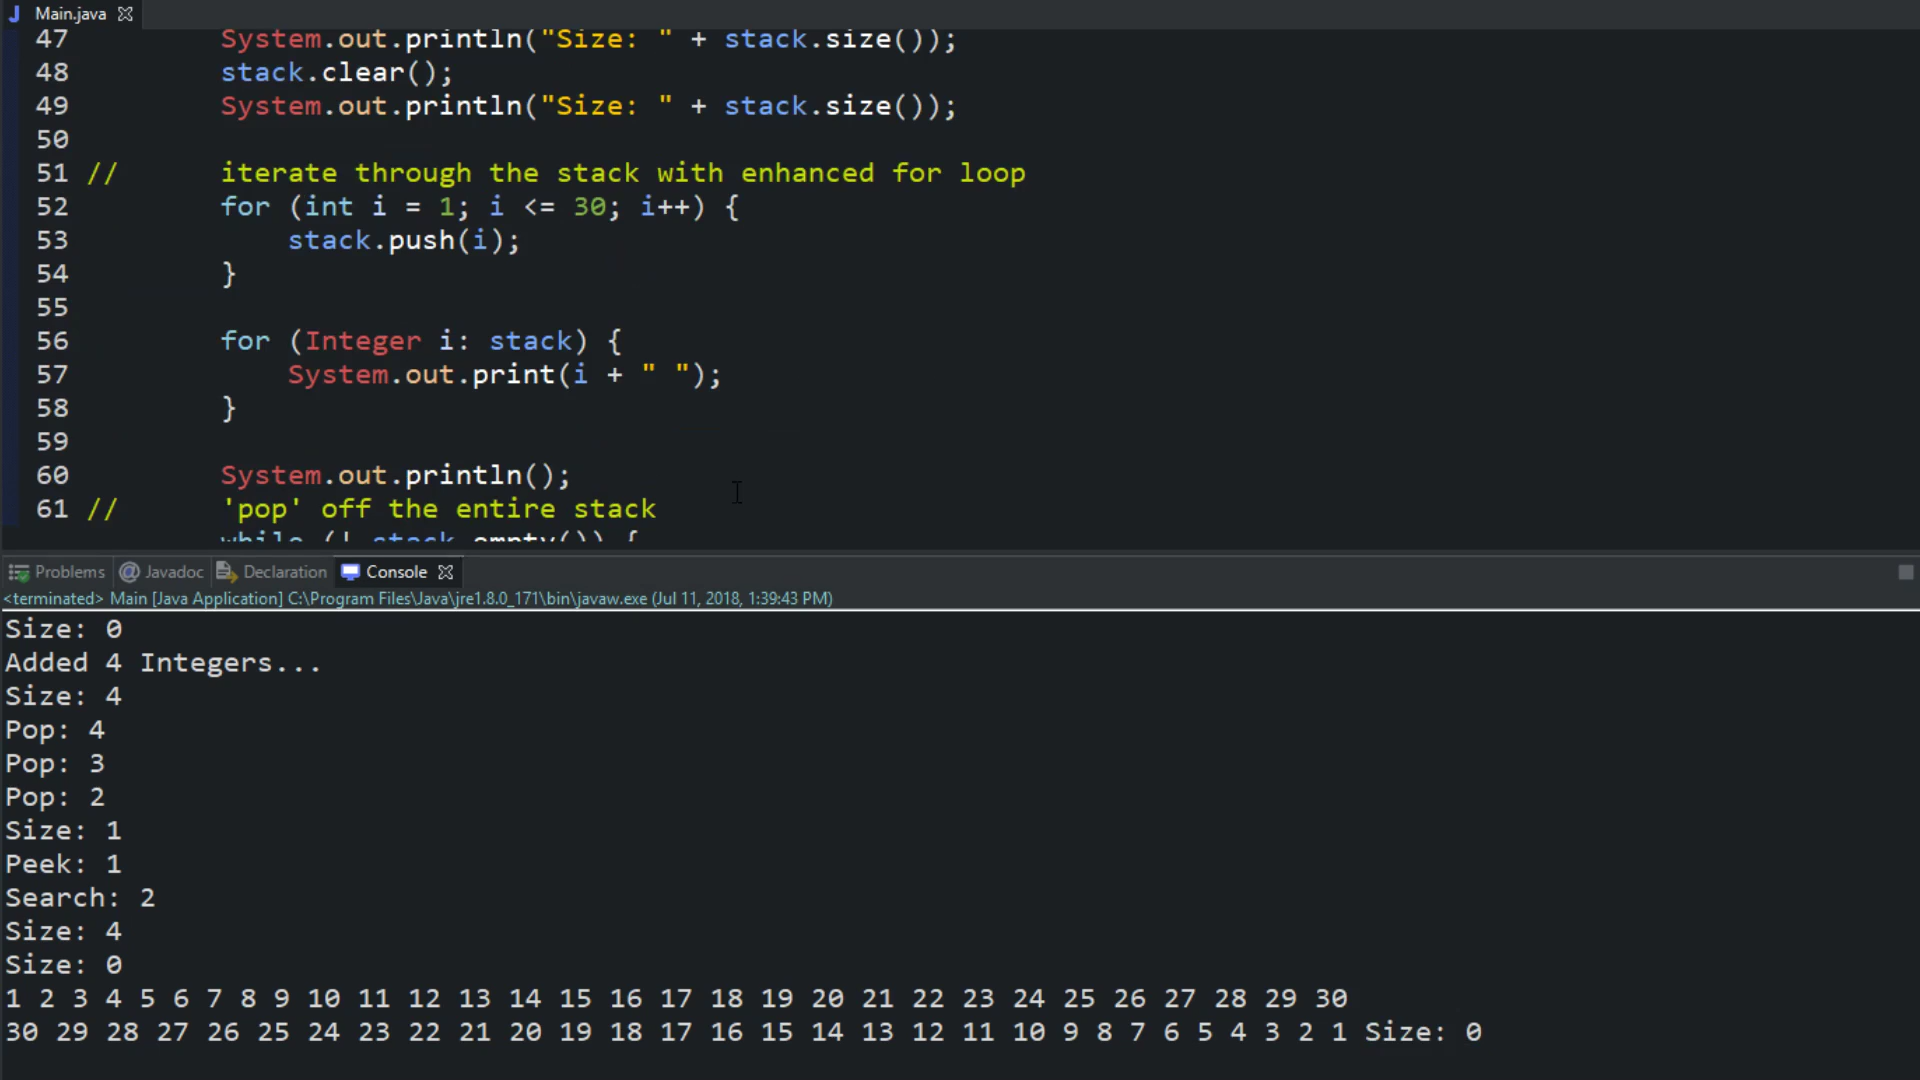 Main.java
47 System.out.println("Size: " + stack.size());
48 stack.clear();
49 System.out.println("Size: " + stack.size());
50
51 // iterate through the stack with enhanced for loop
52 for (int i = 1; i <= 30; i++) {
53 stack.push(i);
54 }
55
56 for (Integer i: stack) {
57 System.out.print(i + " ");
58 }
59
60 System.out.println();
61 // 'pop' off the entire stack
while (! stack.empty()) {
Problems @ Javadoc Declaration Console
<terminated> Main [Java Application] C:\Program Files\Java\jre1.8.0_171\bin\javaw.exe (Jul 11, 2018, 1:39:43 PM)
Size: 0
Added 4 Integers...
Size: 4
Pop: 4
Pop: 3
Pop: 2
Size: 1
Peek: 1
Search: 2
Size: 4
Size: 0
1 2 3 4 5 6 7 8 9 10 11 12 13 14 15 16 17 18 19 20 21 22 23 24 25 26 27 28 29 30
30 29 28 27 26 25 24 23 22 21 20 19 18 17 16 15 14 13 12 11 10 9 8 7 6 5 4 3 2 1 Size: 0